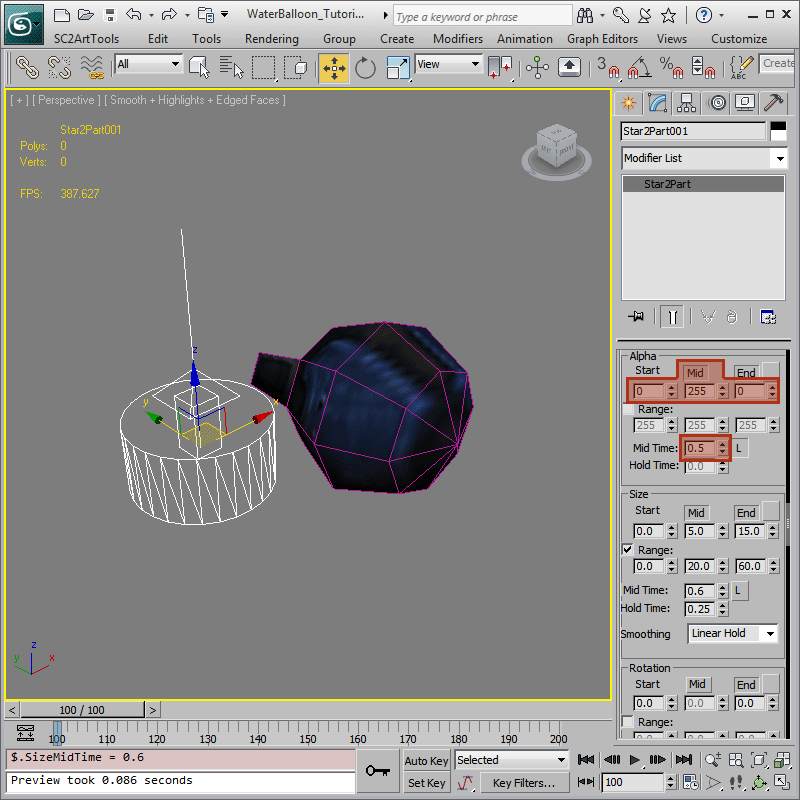 WaterBalloon_Tutori...
Type a keyword or phrase
SC2ArtTools Edit Tools Rendering Group Create Modifiers Animation Graph Editors Views Customize
All View 3 % ABC Create
[ + ] [ Perspective ] [ Smooth + Highlights + Edged Faces ]
Star2Part001
Polys: 0
Verts: 0
FPS: 387.627
z
y x
z
y x
Star2Part001
Modifier List
Star2Part
Alpha
Start Mid End
0 255 0
Range:
255 255 255
Mid Time: 0.5 L
Hold Time: 0.0
Size
Start Mid End
0.0 5.0 15.0
Range:
0.0 20.0 60.0
Mid Time: 0.6 L
Hold Time: 0.25
Smoothing Linear Hold
Rotation
Start Mid End
0.0 0.0 0.0
Range:
< 100 / 100 >
100 110 120 130 140 150 160 170 180 190 200
$.SizeMidTime = 0.6
Preview took 0.086 seconds
Auto Key Selected
Set Key Key Filters...
100